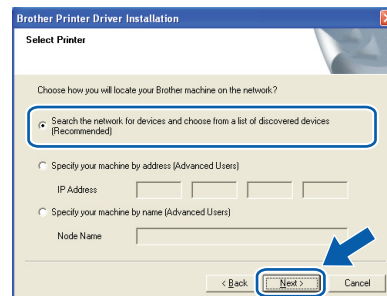 Brother Printer Driver Installation
Select Printer
Choose how you will locate your Brother machine on the network?
Search the network for devices and choose from a list of discovered devices
(Recommended)
Specify your machine by address (Advanced Users)
IP Address
Specify your machine by name (Advanced Users)
Node Name
< Back
Next >
Cancel